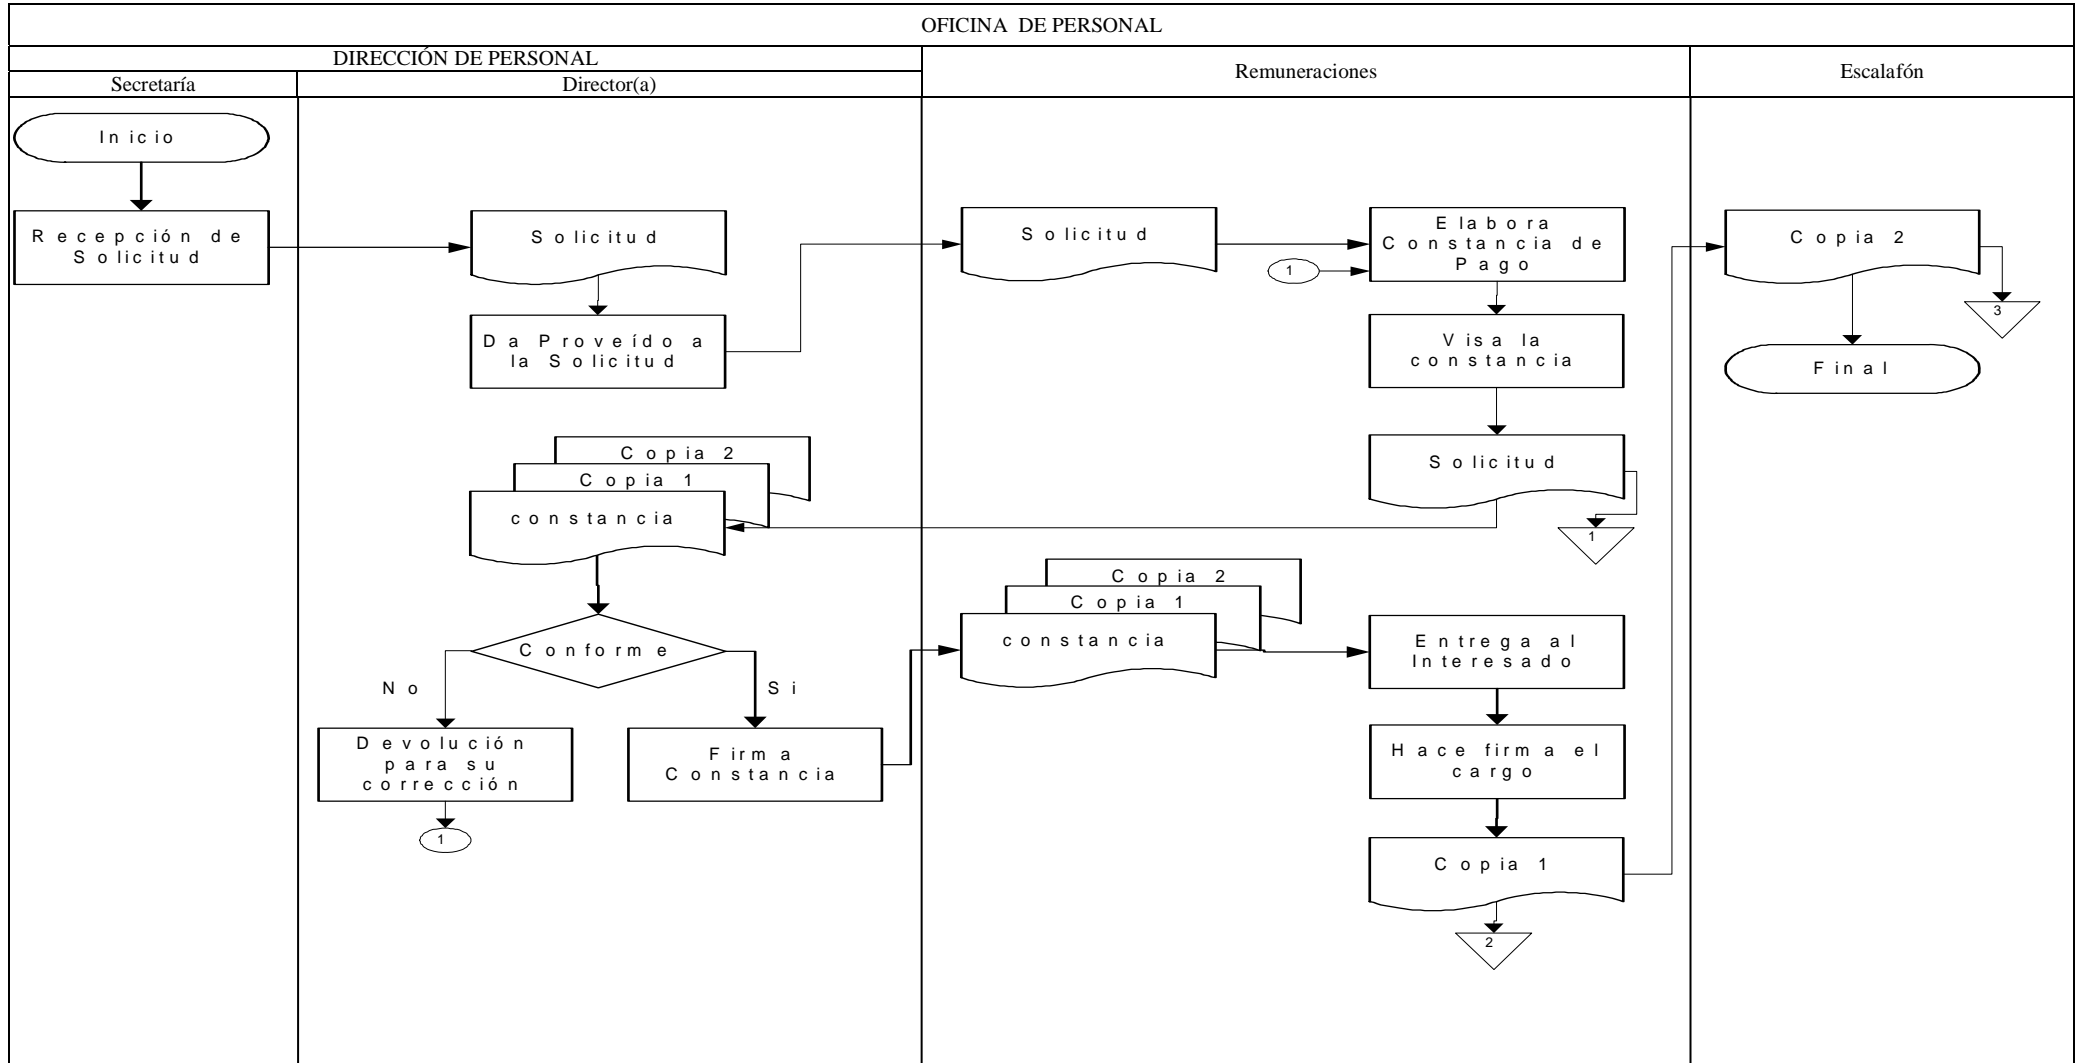 OFICINA DE PERSONAL
DIRECCIÓN DE PERSONAL
Remuneraciones
Escalafón
Secretaría
Director(a)
Inicio
Recepción de
Solicitud
Solicitud
Da Proveído a
la Solicitud
Solicitud
Elabora
Constancia de
Pago
1
Visa la
constancia
Solicitud
1
Copia 2
3
Final
Copia 2
Copia 1
constancia
Conforme
No
Si
Devolución
para su
corrección
1
Firma
Constancia
Copia 2
Copia 1
constancia
Entrega al
Interesado
Hace firma el
cargo
Copia 1
2